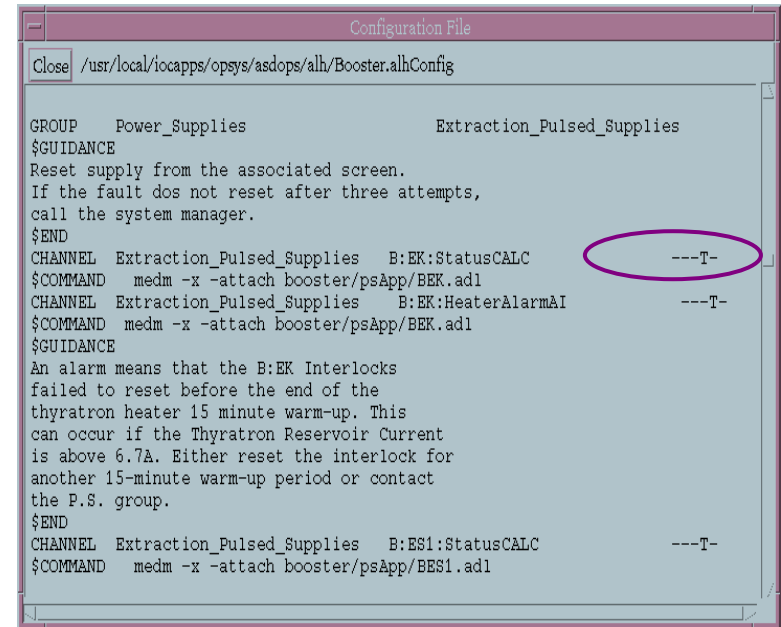 Configuration File
Close /usr/local/iocapps/opsys/asdops/alh/Booster.alhConfig
GROUP Power_Supplies Extraction_Pulsed_Supplies
$GUIDANCE
Reset supply from the associated screen.
If the fault dos not reset after three attempts,
call the system manager.
$END
CHANNEL Extraction_Pulsed_Supplies B:EK:StatusCALC ---T-
$COMMAND medm -x -attach booster/psApp/BEK.adl
CHANNEL Extraction_Pulsed_Supplies B:EK:HeaterAlarmAI ---T-
$COMMAND medm -x -attach booster/psApp/BEK.adl
$GUIDANCE
An alarm means that the B:EK Interlocks
failed to reset before the end of the
thyratron heater 15 minute warm-up. This
can occur if the Thyratron Reservoir Current
is above 6.7A. Either reset the interlock for
another 15-minute warm-up period or contact
the P.S. group.
$END
CHANNEL Extraction_Pulsed_Supplies B:ES1:StatusCALC ---T-
$COMMAND medm -x -attach booster/psApp/BES1.adl